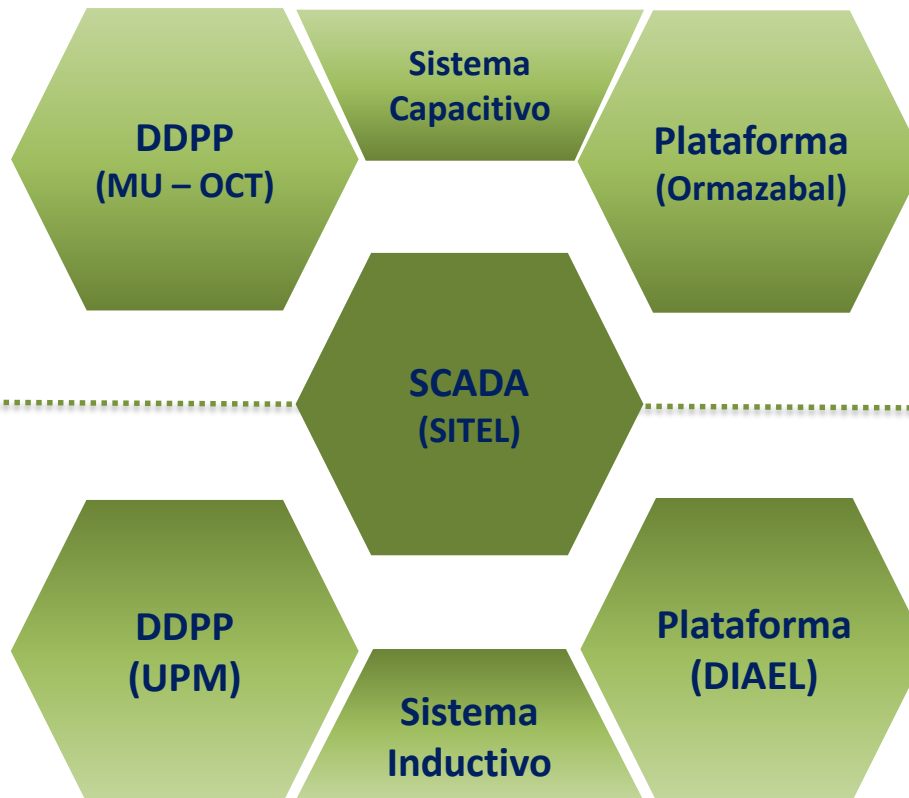 Sistema
Capacitivo
DDPP
(MU – OCT)
Plataforma
(Ormazabal)
SCADA
(SITEL)
DDPP
(UPM)
Plataforma
(DIAEL)
Sistema
Inductivo